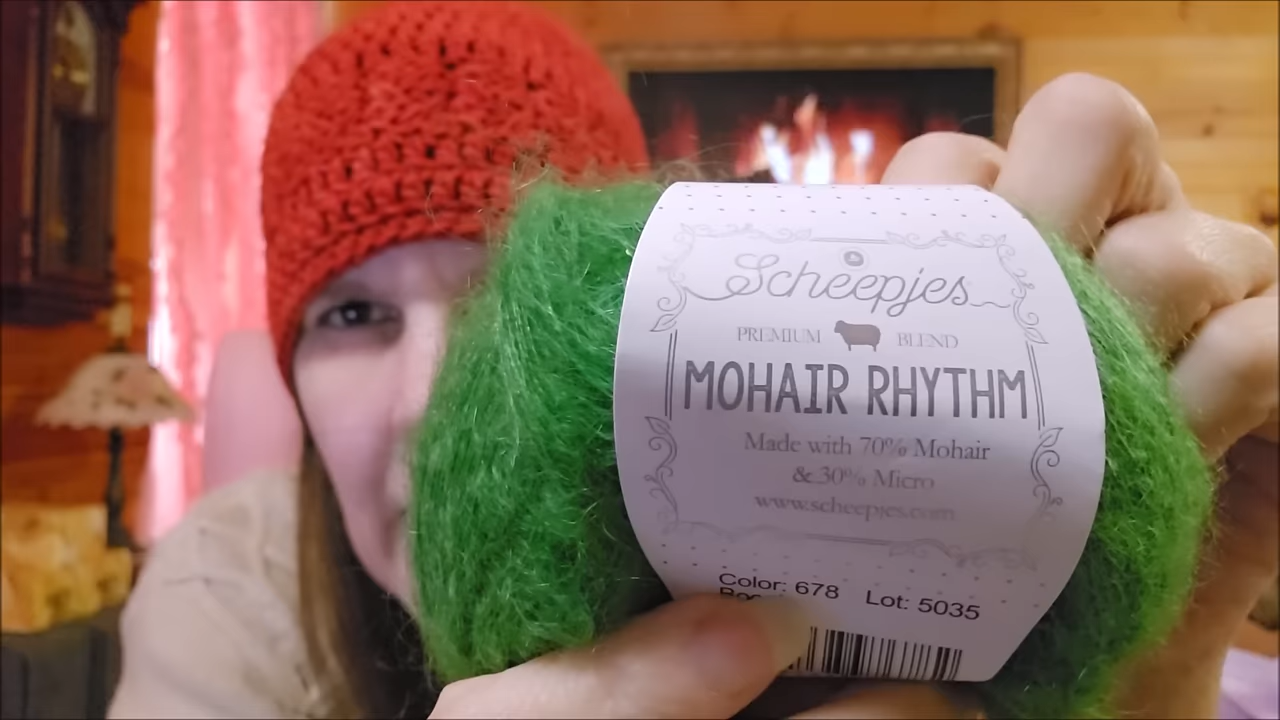 Scheepjes
PREMIUM BLEND
MOHAIR RHYTHM
Made with 70% Mohair
& 30% Micro
www.scheepjes.com
Color: 678 Lot: 5035